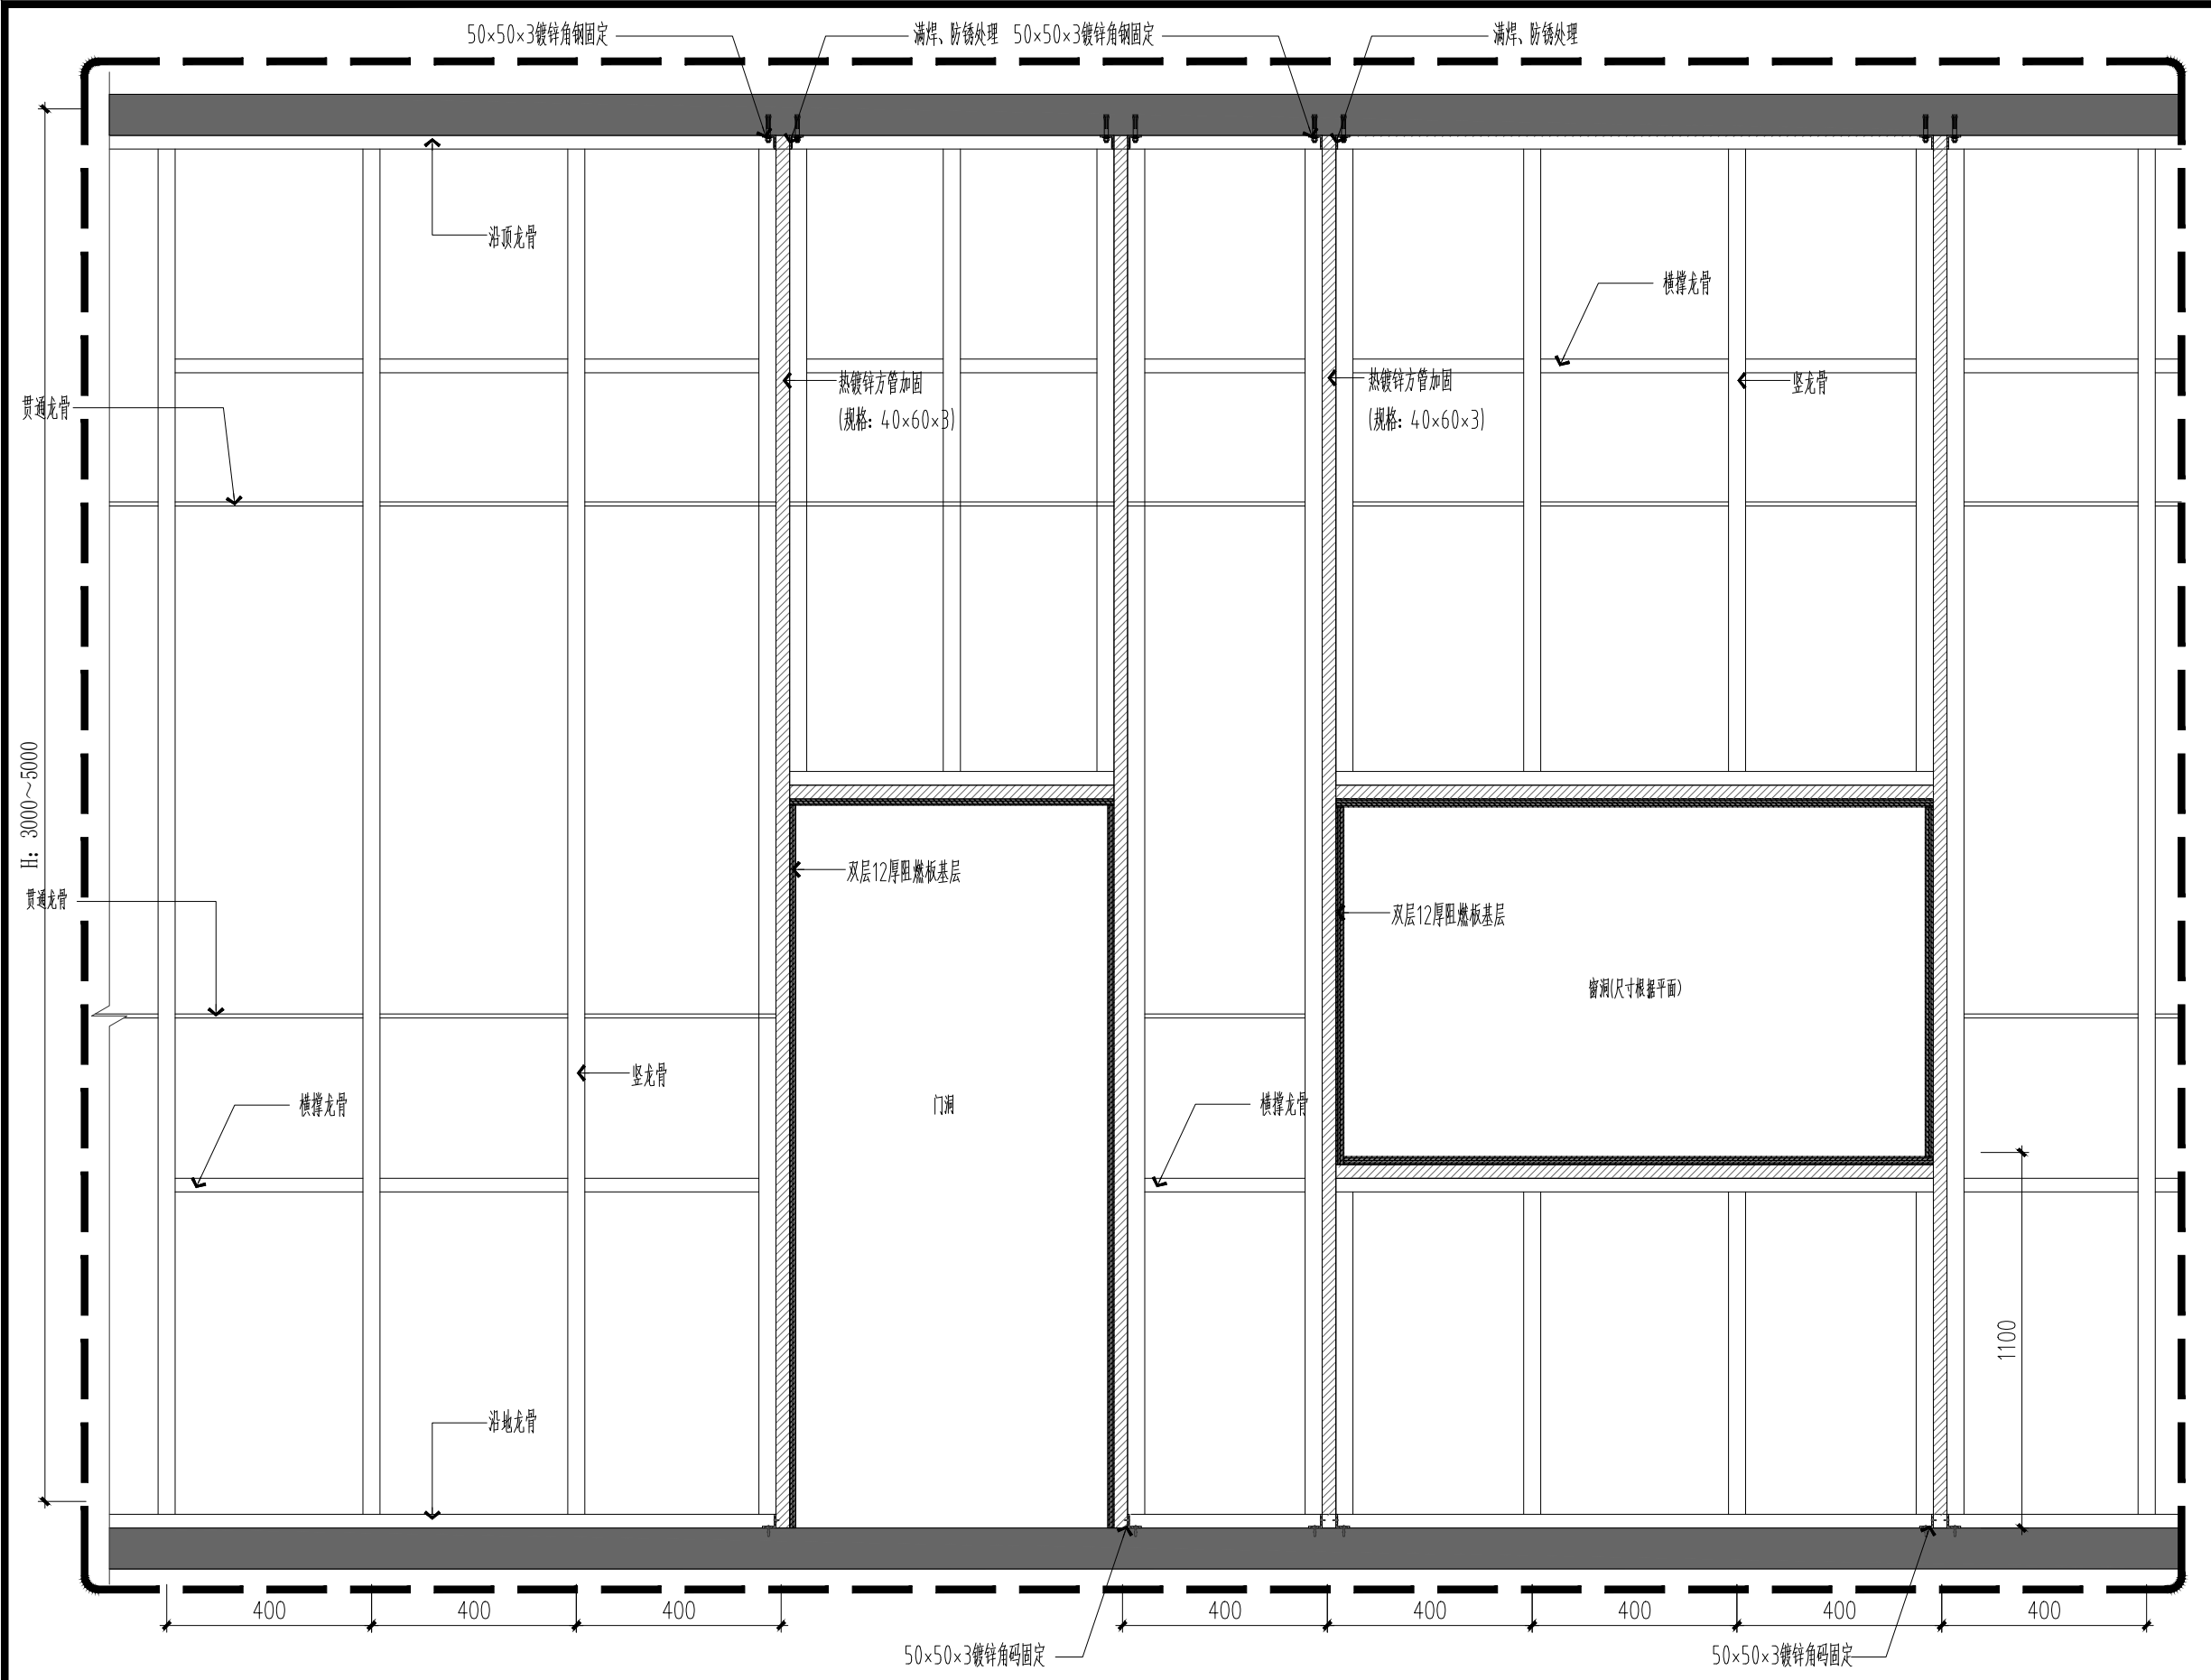 50×50×3镀锌角钢固定
满焊、防锈处理
50×50×3镀锌角钢固定
满焊、防锈处理
沿顶龙骨
横撑龙骨
热镀锌方管加固
(规格：40×60×3)
热镀锌方管加固
(规格：40×60×3)
竖龙骨
贯通龙骨
H：3000～5000
双层12厚阻燃板基层
贯通龙骨
双层12厚阻燃板基层
窗洞(尺寸根据平面)
竖龙骨
横撑龙骨
门洞
横撑龙骨
1100
沿地龙骨
400
400
400
400
400
400
400
400
50×50×3镀锌角码固定
50×50×3镀锌角码固定